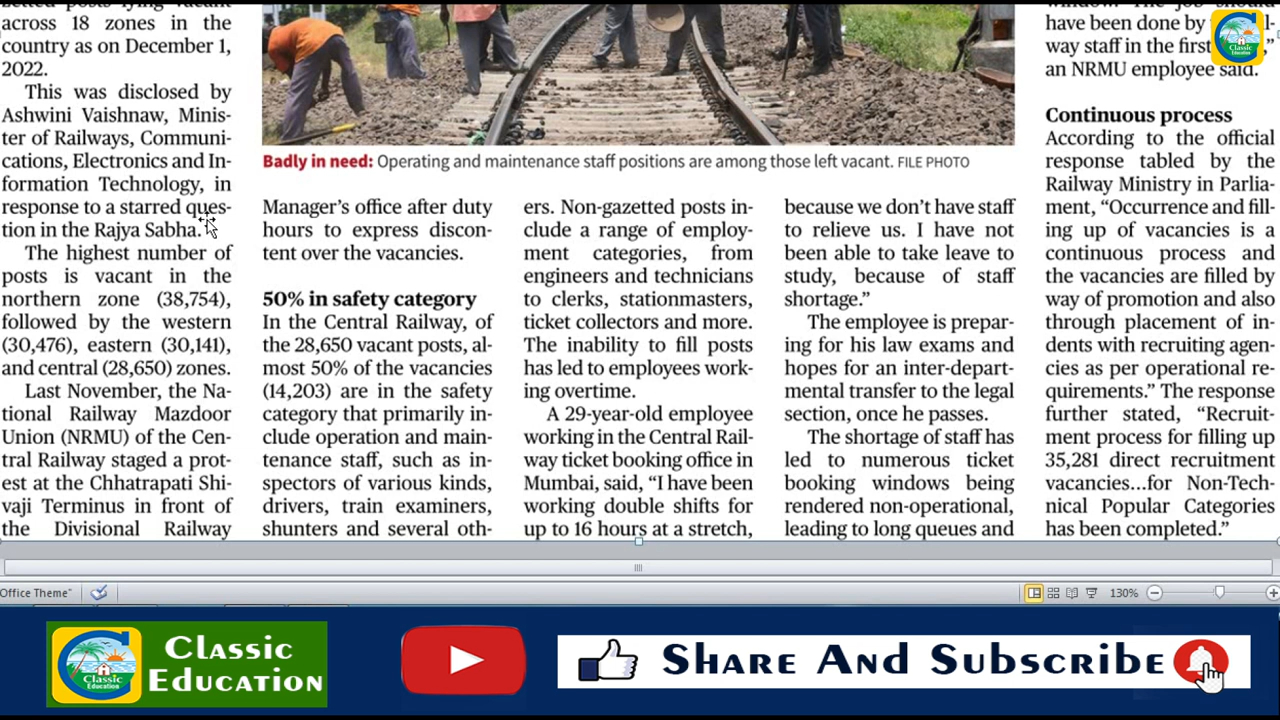 zetted posts lying vacant
across 18 zones in the
country as on December 1,
2022.
This was disclosed by
Ashwini Vaishnaw, Minis-
ter of Railways, Communi-
cations, Electronics and In-
formation Technology, in
response to a starred ques-
tion in the Rajya Sabha.
The highest number of
posts is vacant in the
northern zone (38,754),
followed by the western
(30,476), eastern (30,141),
and central (28,650) zones.
Last November, the Na-
tional Railway Mazdoor
Union (NRMU) of the Cen-
tral Railway staged a prot-
est at the Chhatrapati Shi-
vaji Terminus in front of
the Divisional Railway
Badly in need: Operating and maintenance staff positions are among those left vacant. FILE PHOTO
Manager's office after duty
hours to express discon-
tent over the vacancies.
50% in safety category
In the Central Railway, of
the 28,650 vacant posts, al-
most 50% of the vacancies
(14,203) are in the safety
category that primarily in-
clude operation and main-
tenance staff, such as in-
spectors of various kinds,
drivers, train examiners,
shunters and several oth-
ers. Non-gazetted posts in-
clude a range of employ-
ment categories, from
engineers and technicians
to clerks, stationmasters,
ticket collectors and more.
The inability to fill posts
has led to employees work-
ing overtime.
A 29-year-old employee
working in the Central Rail-
way ticket booking office in
Mumbai, said, "I have been
working double shifts for
up to 16 hours at a stretch,
because we don't have staff
to relieve us. I have not
been able to take leave to
study, because of staff
shortage."
The employee is prepar-
ing for his law exams and
hopes for an inter-depart-
mental transfer to the legal
section, once he passes.
The shortage of staff has
led to numerous ticket
booking windows being
rendered non-operational,
leading to long queues and
window. The job should
have been done by
way staff in the first
an NRMU employee said.
Continuous process
According to the official
response tabled by the
Railway Ministry in Parlia-
ment, "Occurrence and fill-
ing up of vacancies is a
continuous process and
the vacancies are filled by
way of promotion and also
through placement of in-
dents with recruiting agen-
cies as per operational re-
quirements." The response
further stated, "Recruit-
ment process for filling up
35,281 direct recruitment
vacancies...for Non-Tech-
nical Popular Categories
has been completed."
Classic
Education
Office Theme"
130%
Classic
Education
Classic
Education
Share And Subscribe